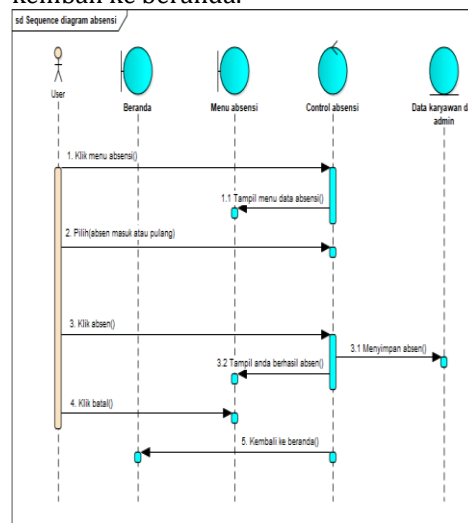 kembali ke beranda.
sd Sequence diagram absensi
User
Beranda
Menu absensi
Control absensi
Data karyawan d
admin
1. Klik menu absensi()
1.1 Tampil menu data absensi()
2. Pilih(absen masuk atau pulang)
3. Klik absen()
3.1 Menyimpan absen()
3.2 Tampil anda berhasil absen()
4. Klik batal()
5. Kembali ke beranda()